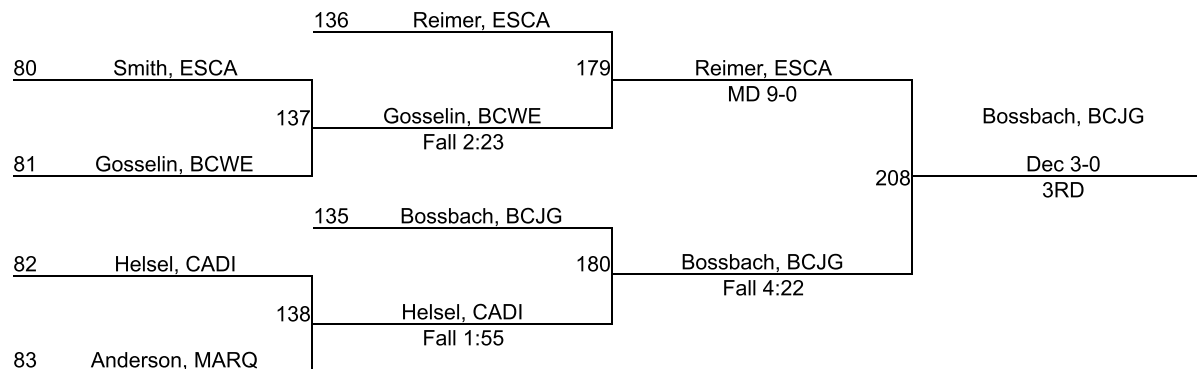 136 Reimer, ESCA
80 Smith, ESCA
179 Reimer, ESCA
MD 9-0
137 Gosselin, BCWE
Fall 2:23
Bossbach, BCJG
81 Gosselin, BCWE
Dec 3-0
208
3RD
135 Bossbach, BCJG
82 Helsel, CADI
180 Bossbach, BCJG
Fall 4:22
138 Helsel, CADI
Fall 1:55
83 Anderson, MARQ